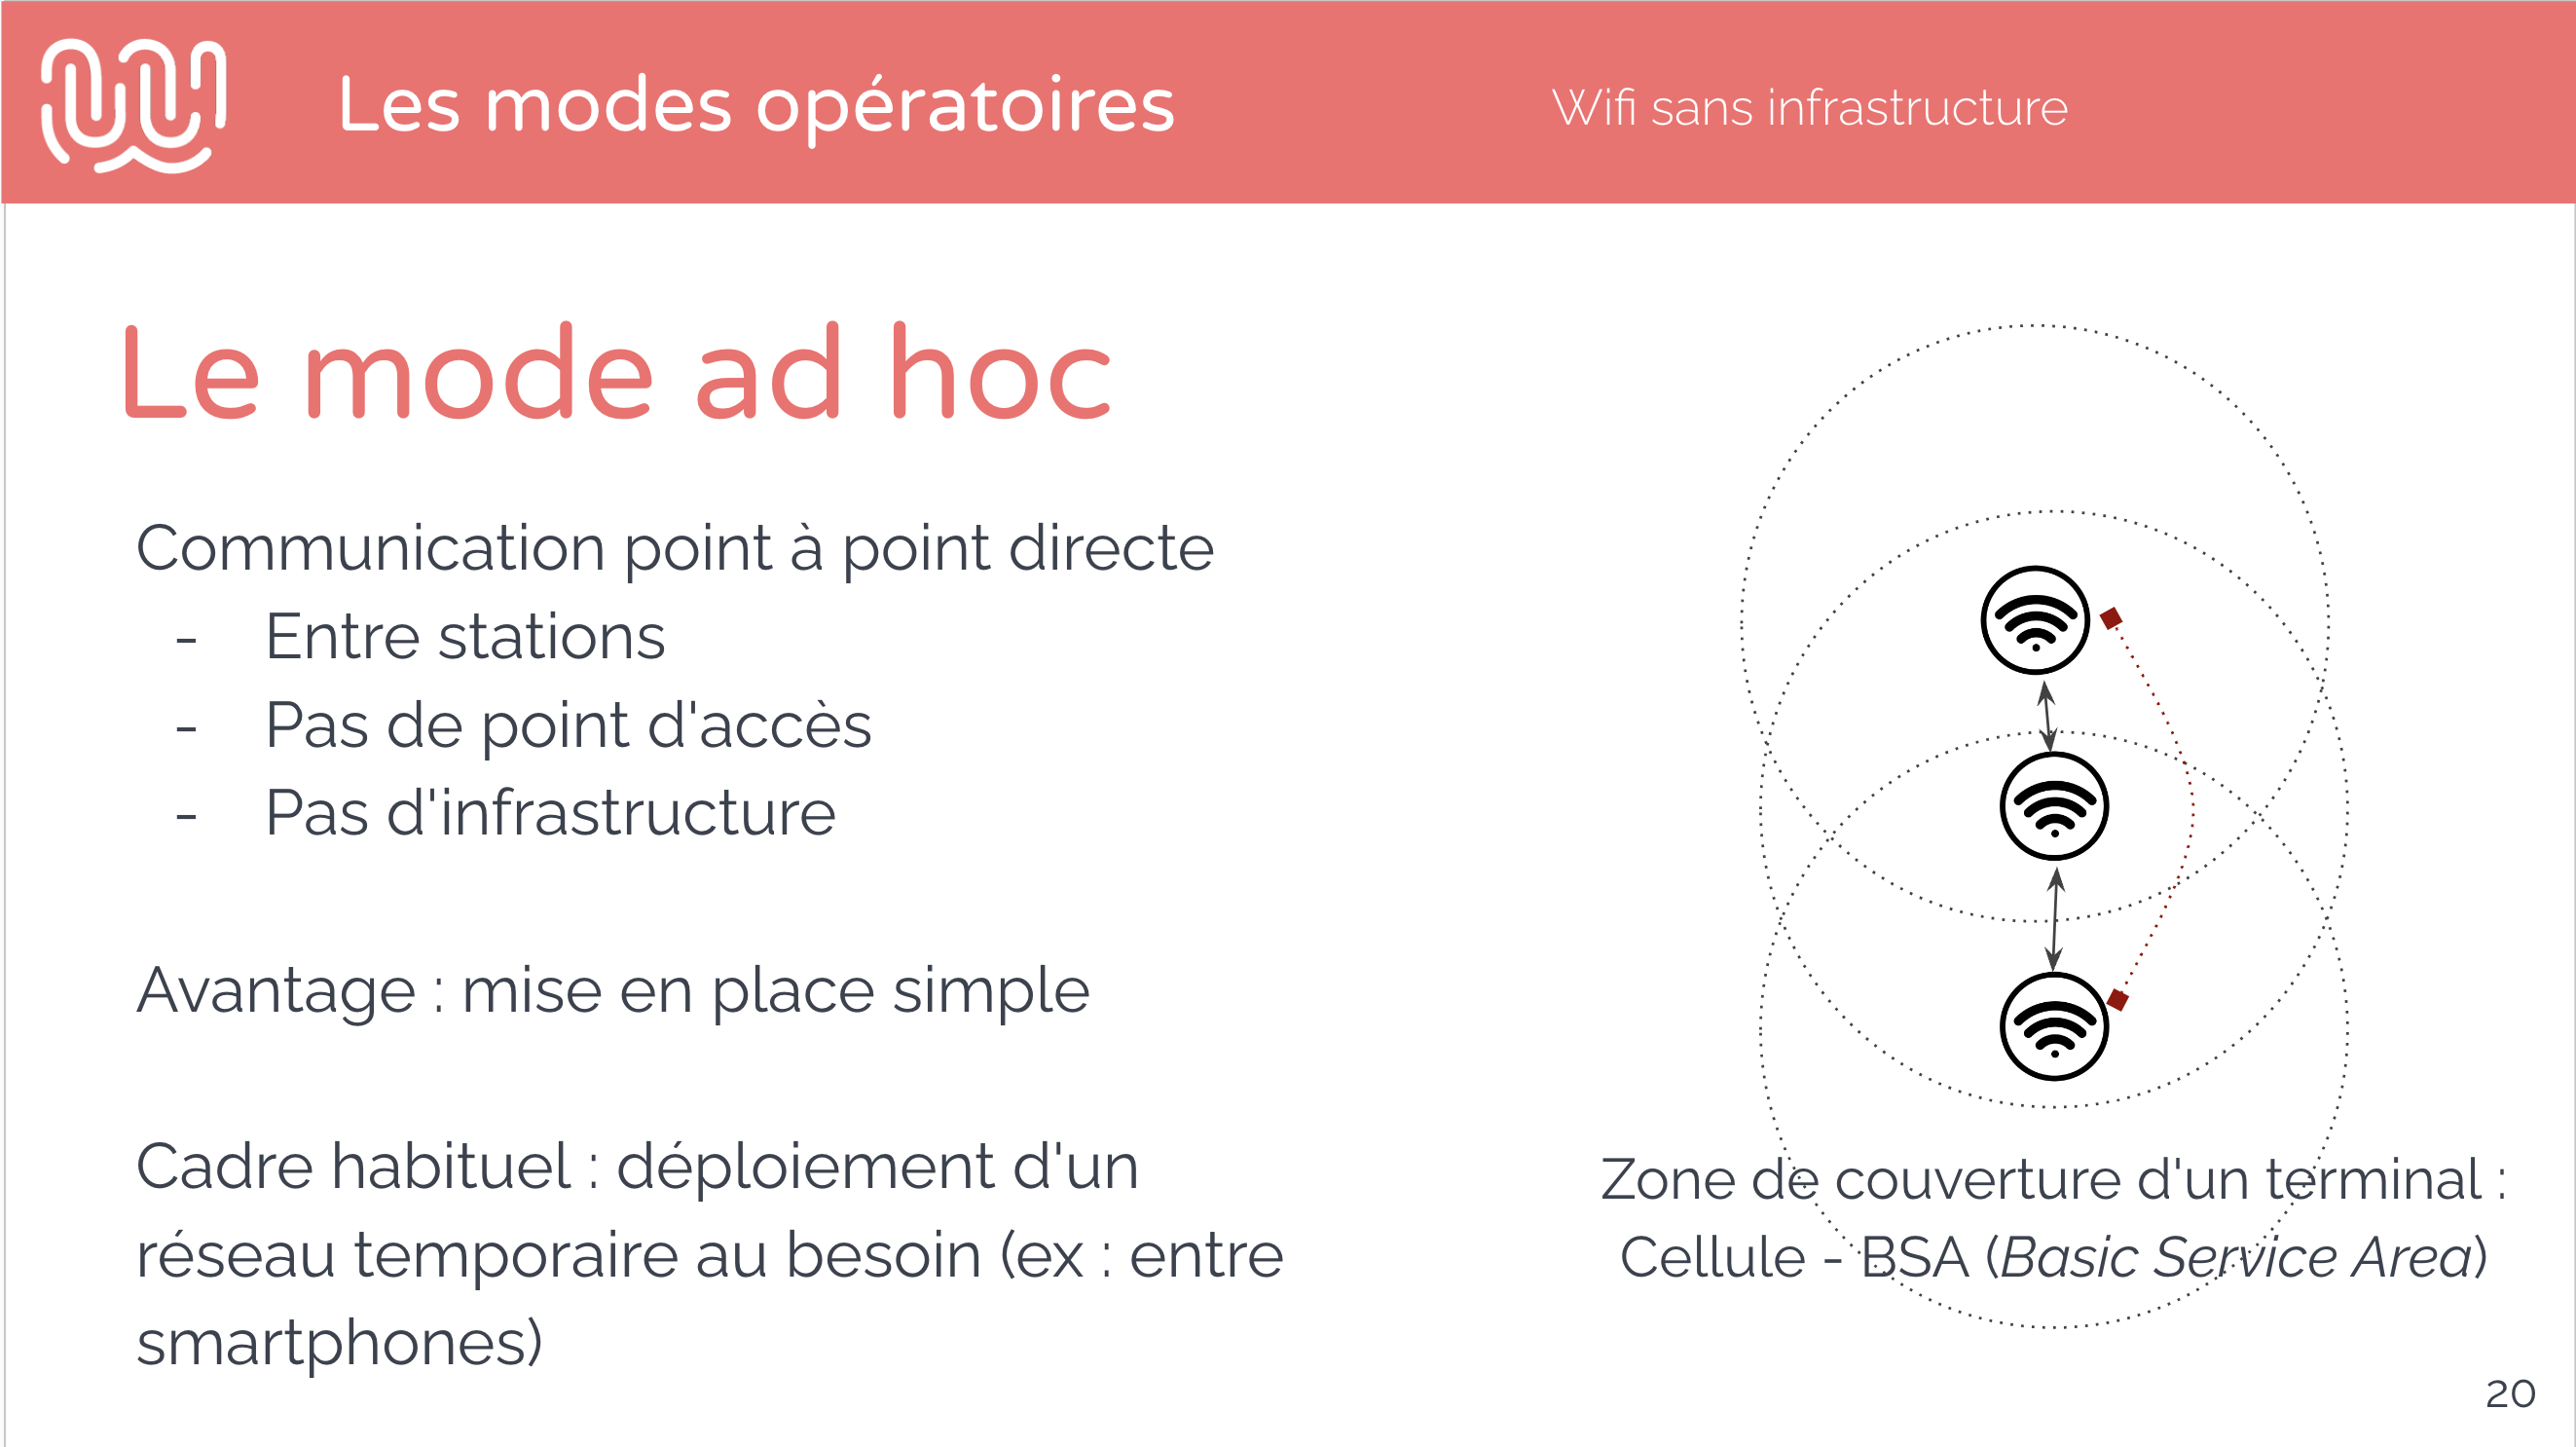 Les modes opératoires
Wifi sans infrastructure
Le mode ad hoc
Communication point à point directe
- Entre stations
- Pas de point d'accès
- Pas d'infrastructure
Avantage : mise en place simple
Cadre habituel : déploiement d'un
réseau temporaire au besoin (ex : entre
smartphones)
Zone de couverture d'un terminal :
Cellule - BSA (Basic Service Area)
20